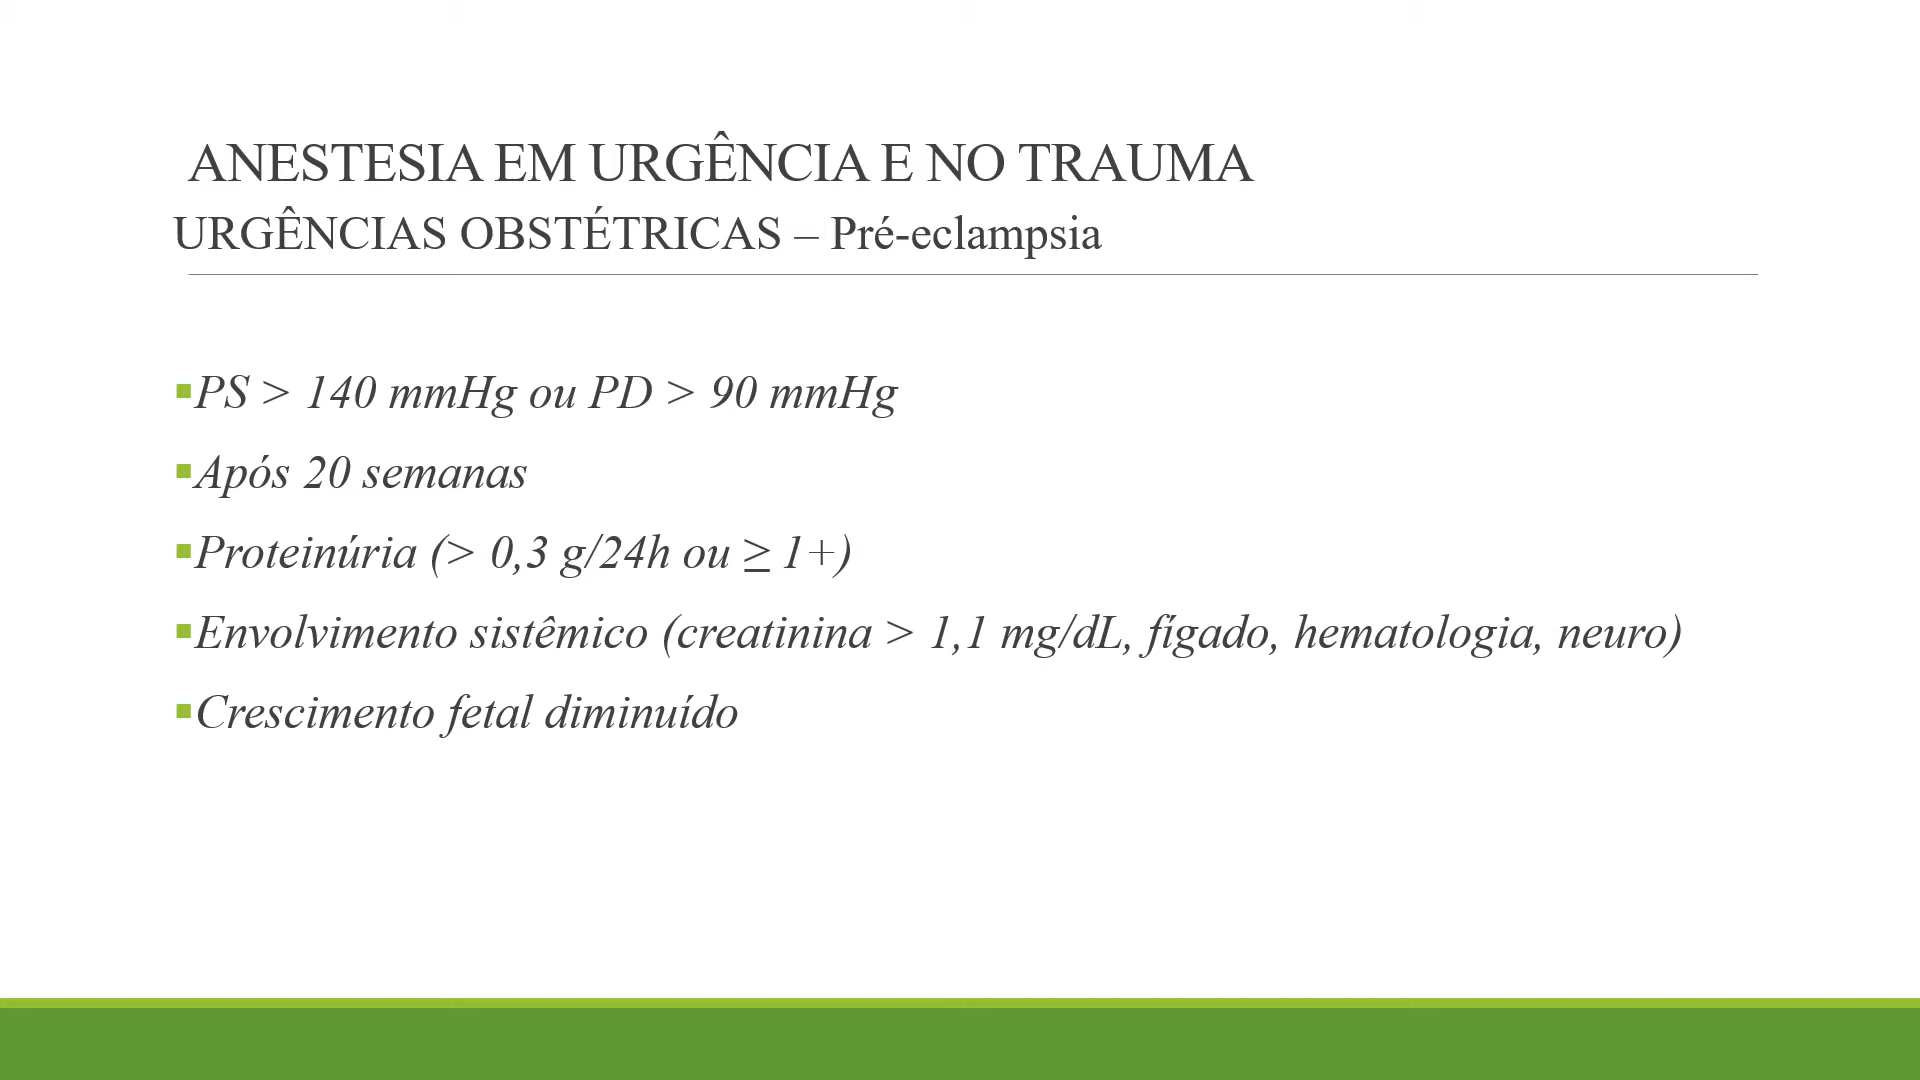 ANESTESIA EM URGÊNCIA E NO TRAUMA
URGÊNCIAS OBSTÉTRICAS – Pré-eclampsia
▪PS > 140 mmHg ou PD > 90 mmHg
▪Após 20 semanas
▪Proteinúria (> 0,3 g/24h ou ≥ 1+)
▪Envolvimento sistêmico (creatinina > 1,1 mg/dL, fígado, hematologia, neuro)
▪Crescimento fetal diminuído